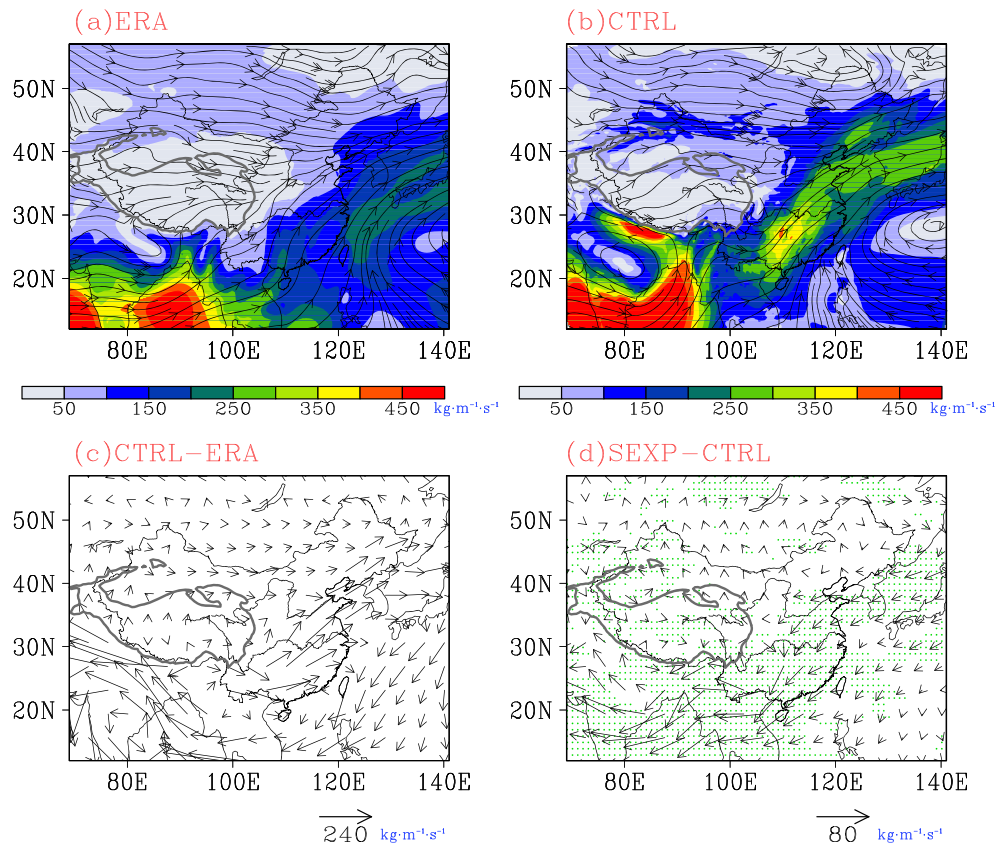 (a)ERA
(b)CTRL
50N
40N
30N
20N
80E 100E 120E 140E
50N
40N
30N
20N
80E 100E 120E 140E
50 150 250 350 450 kg·m⁻¹·s⁻¹
50 150 250 350 450 kg·m⁻¹·s⁻¹
(c)CTRL−ERA
(d)SEXP−CTRL
50N
40N
30N
20N
80E 100E 120E 140E
50N
40N
30N
20N
80E 100E 120E 140E
240 kg·m⁻¹·s⁻¹
80 kg·m⁻¹·s⁻¹